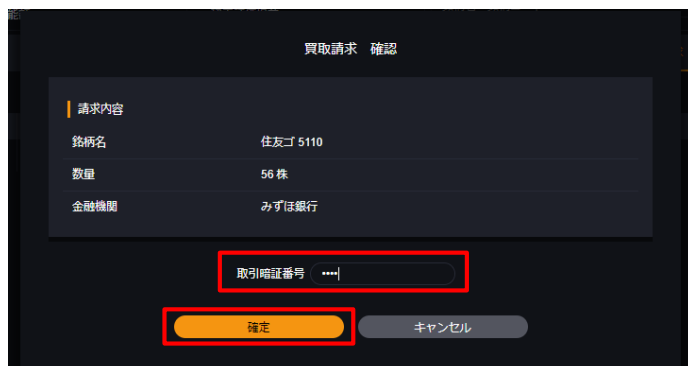 買取請求 確認
請求内容
銘柄名 住友ゴ 5110
数量 56 株
金融機関 みずほ銀行
取引暗証番号 ••••
確定 キャンセル